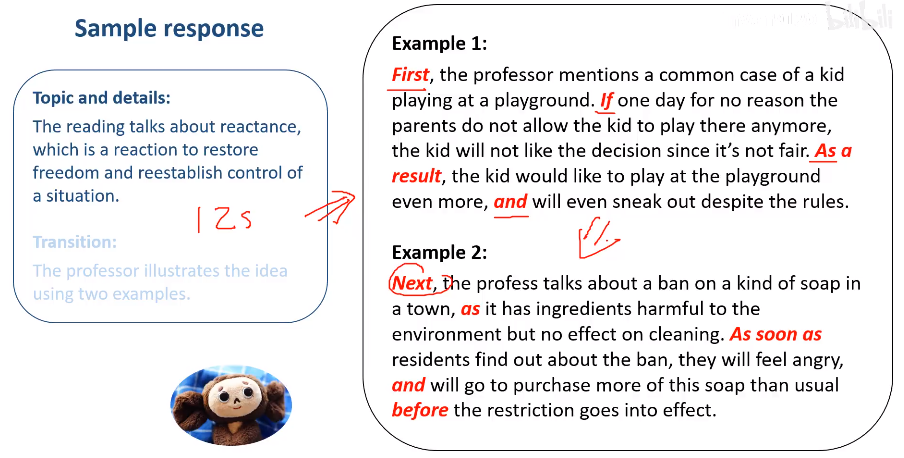 Sample response
Topic and details:
The reading talks about reactance,
which is a reaction to restore
freedom and reestablish control of
a situation.
12s
Transition:
The professor illustrates the idea
using two examples.
Example 1:
First, the professor mentions a common case of a kid
playing at a playground. If one day for no reason the
parents do not allow the kid to play there anymore,
the kid will not like the decision since it's not fair. As a
result, the kid would like to play at the playground
even more, and will even sneak out despite the rules.
Example 2:
Next, the profess talks about a ban on a kind of soap in
a town, as it has ingredients harmful to the
environment but no effect on cleaning. As soon as
residents find out about the ban, they will feel angry,
and will go to purchase more of this soap than usual
before the restriction goes into effect.
bilibili